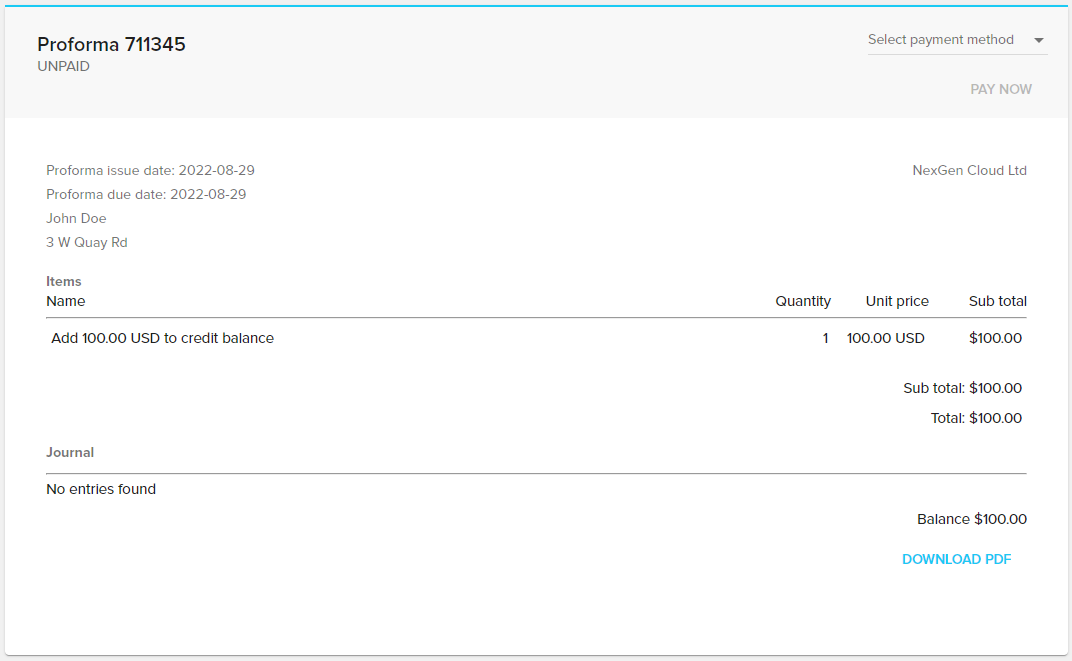 Proforma 711345
UNPAID
Select payment method
PAY NOW
Proforma issue date: 2022-08-29
NexGen Cloud Ltd
Proforma due date: 2022-08-29
John Doe
3 W Quay Rd
Items
Name Quantity Unit price Sub total
Add 100.00 USD to credit balance 1 100.00 USD $100.00
Sub total: $100.00
Total: $100.00
Journal
No entries found
Balance $100.00
DOWNLOAD PDF